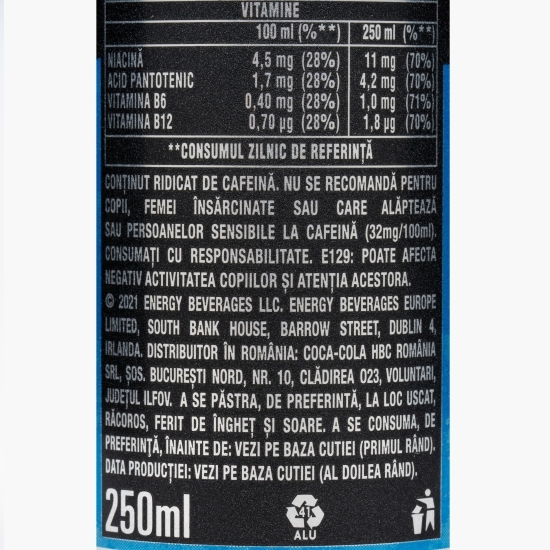 VITAMINE
100 ml (%**) 250 ml (%**)
NIACINĂ 4,5 mg (28%) 11 mg (70%)
ACID PANTOTENIC 1,7 mg (28%) 4,2 mg (70%)
VITAMINA B6 0,40 mg (28%) 1,0 mg (71%)
VITAMINA B12 0,70 µg (28%) 1,8 µg (70%)
**CONSUMUL ZILNIC DE REFERINȚĂ
CONȚINUT RIDICAT DE CAFEINĂ. NU SE RECOMANDĂ PENTRU
COPII, FEMEI ÎNSĂRCINATE SAU CARE ALĂPTEAZĂ
SAU PERSOANELOR SENSIBILE LA CAFEINĂ (32mg/100ml).
CONSUMAȚI CU RESPONSABILITATE. E129: POATE AFECTA
NEGATIV ACTIVITATEA COPIILOR ȘI ATENȚIA ACESTORA.
© 2021 ENERGY BEVERAGES LLC. ENERGY BEVERAGES EUROPE
LIMITED, SOUTH BANK HOUSE, BARROW STREET, DUBLIN 4,
IRLANDA. DISTRIBUITOR ÎN ROMÂNIA: COCA-COLA HBC ROMÂNIA
SRL, ȘOS. BUCUREȘTI NORD, NR. 10, CLĂDIREA O23, VOLUNTARI,
JUDEȚUL ILFOV. A SE PĂSTRA, DE PREFERINȚĂ, LA LOC USCAT,
RĂCOROS, FERIT DE ÎNGHEȚ ȘI SOARE. A SE CONSUMA, DE
PREFERINȚĂ, ÎNAINTE DE: VEZI PE BAZA CUTIEI (PRIMUL RÂND).
DATA PRODUCȚIEI: VEZI PE BAZA CUTIEI (AL DOILEA RÂND).
250ml
41
ALU